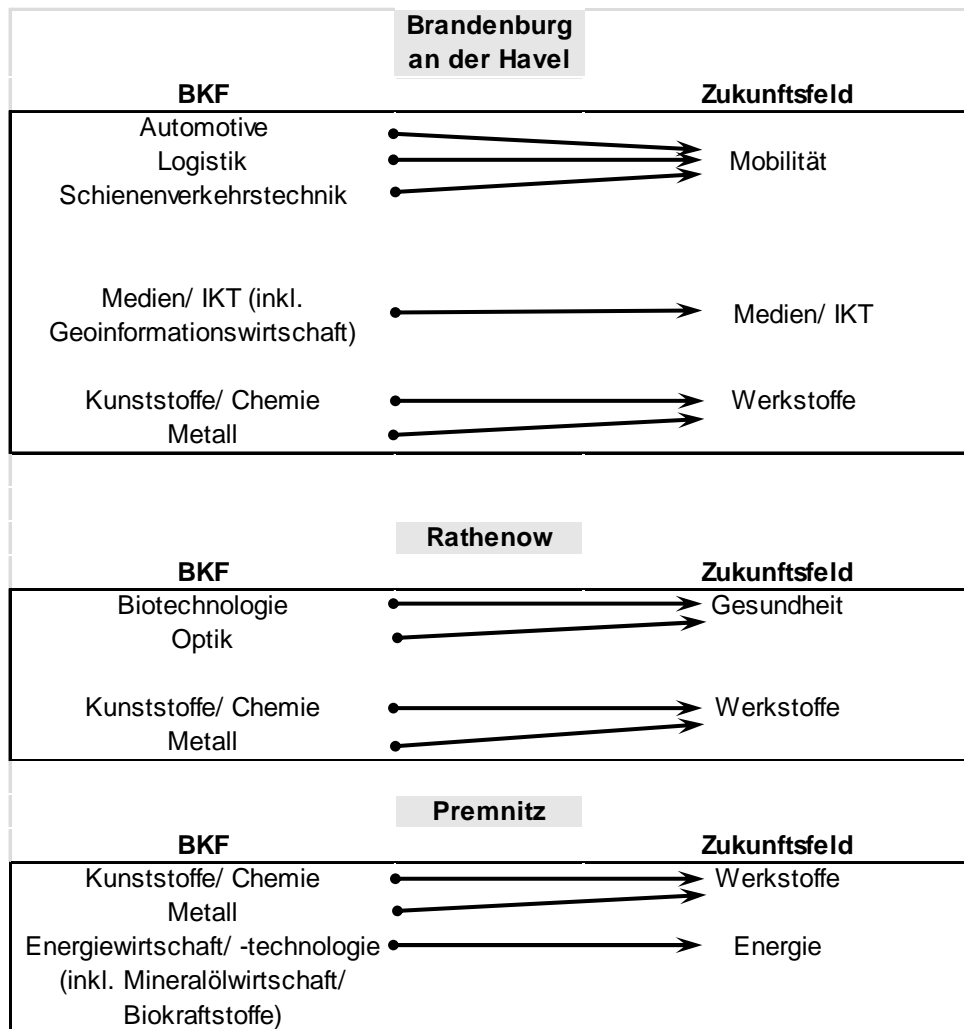 Brandenburg
an der Havel
BKF Zukunftsfeld
Automotive
Logistik Mobilität
Schienenverkehrstechnik
Medien/ IKT (inkl.
Geoinformationswirtschaft) Medien/ IKT
Kunststoffe/ Chemie Werkstoffe
Metall
Rathenow
BKF Zukunftsfeld
Biotechnologie Gesundheit
Optik
Kunststoffe/ Chemie Werkstoffe
Metall
Premnitz
BKF Zukunftsfeld
Kunststoffe/ Chemie Werkstoffe
Metall
Energiewirtschaft/ -technologie Energie
(inkl. Mineralölwirtschaft/
Biokraftstoffe)